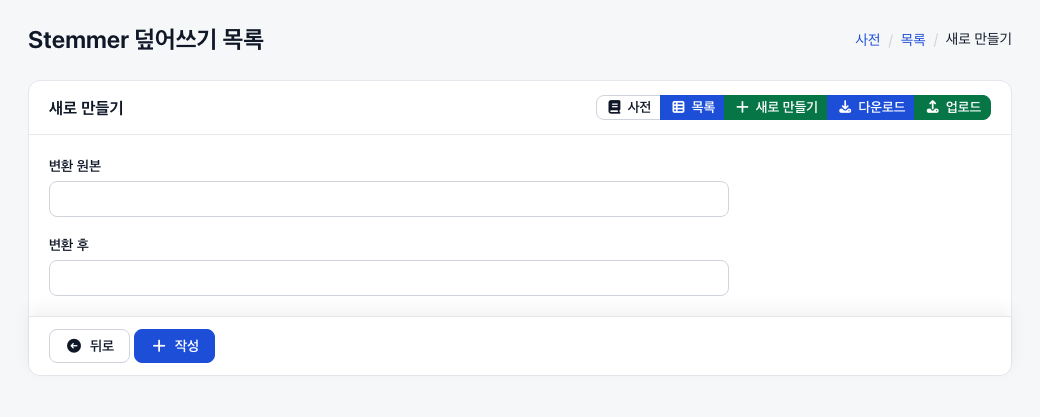 Stemmer 덮어쓰기 목록
사전 / 목록 / 새로 만들기
새로 만들기
사전 목록 새로 만들기 다운로드 업로드
변환 원본
변환 후
뒤로 작성